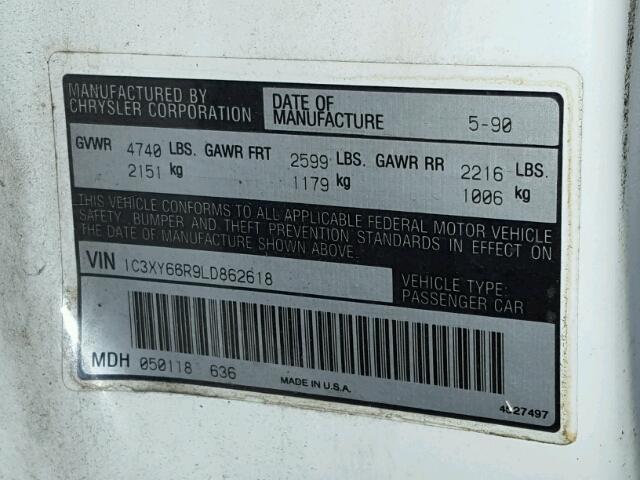 MANUFACTURED BY
CHRYSLER CORPORATION
DATE OF
MANUFACTURE 5-90
GVWR 4740 LBS. GAWR FRT 2599 LBS. GAWR RR 2216 LBS.
2151 kg 1179 kg 1006 kg
THIS VEHICLE CONFORMS TO ALL APPLICABLE FEDERAL MOTOR VEHICLE
SAFETY, BUMPER AND THEFT PREVENTION STANDARDS IN EFFECT ON
THE DATE OF MANUFACTURE SHOWN ABOVE.
VIN 1C3XY66R9LD862618
VEHICLE TYPE:
PASSENGER CAR
MDH 050118 636
MADE IN U.S.A.
4527497